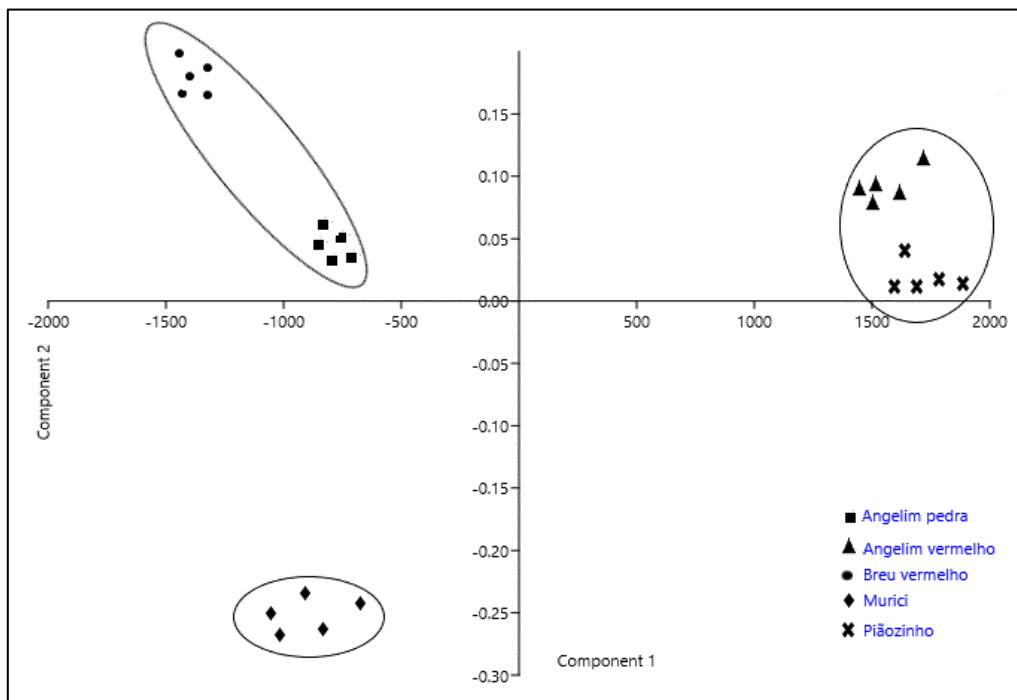 0.15
0.10
0.05
0.00
-2000 -1500 -1000 -500 500 1000 1500 2000
-0.05
-0.10
-0.15
-0.20
-0.25
-0.30
Component 2
Component 1
Angelim pedra
Angelim vermelho
Breu vermelho
Murici
Piãozinho